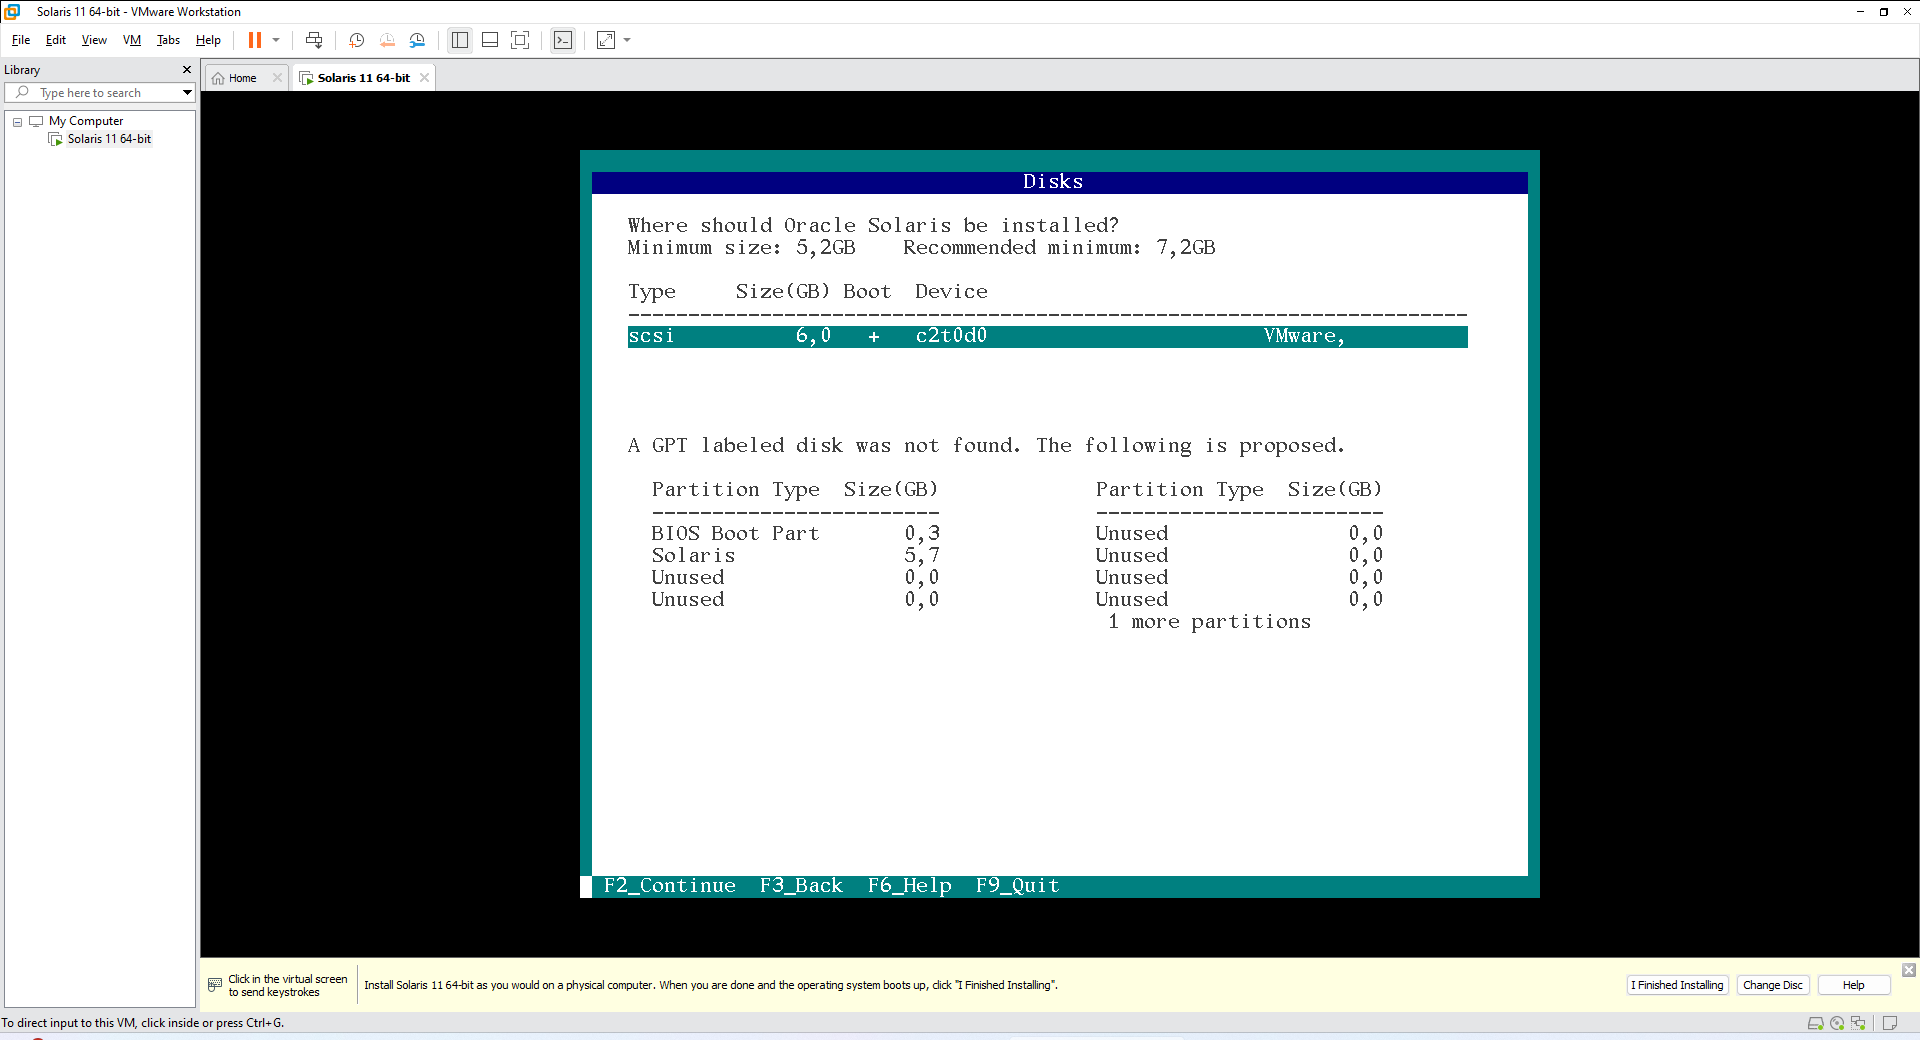 Solaris 11 64-bit - VMware Workstation
File Edit View VM Tabs Help
Library
Type here to search
My Computer
Solaris 11 64-bit
Home
Solaris 11 64-bit
Disks
Where should Oracle Solaris be installed?
Minimum size: 5,2GB Recommended minimum: 7,2GB
Type Size(GB) Boot Device
--------------------------------------------------------------------
scsi 6,0 + c2t0d0 VMware,
A GPT labeled disk was not found. The following is proposed.
Partition Type Size(GB) Partition Type Size(GB)
------------------------ ------------------------
BIOS Boot Part 0,3 Unused 0,0
Solaris 5,7 Unused 0,0
Unused 0,0 Unused 0,0
Unused 0,0 Unused 0,0
1 more partitions
F2_Continue F3_Back F6_Help F9_Quit
Click in the virtual screen
to send keystrokes
Install Solaris 11 64-bit as you would on a physical computer. When you are done and the operating system boots up, click "I Finished Installing".
I Finished Installing
Change Disc
Help
To direct input to this VM, click inside or press Ctrl+G.